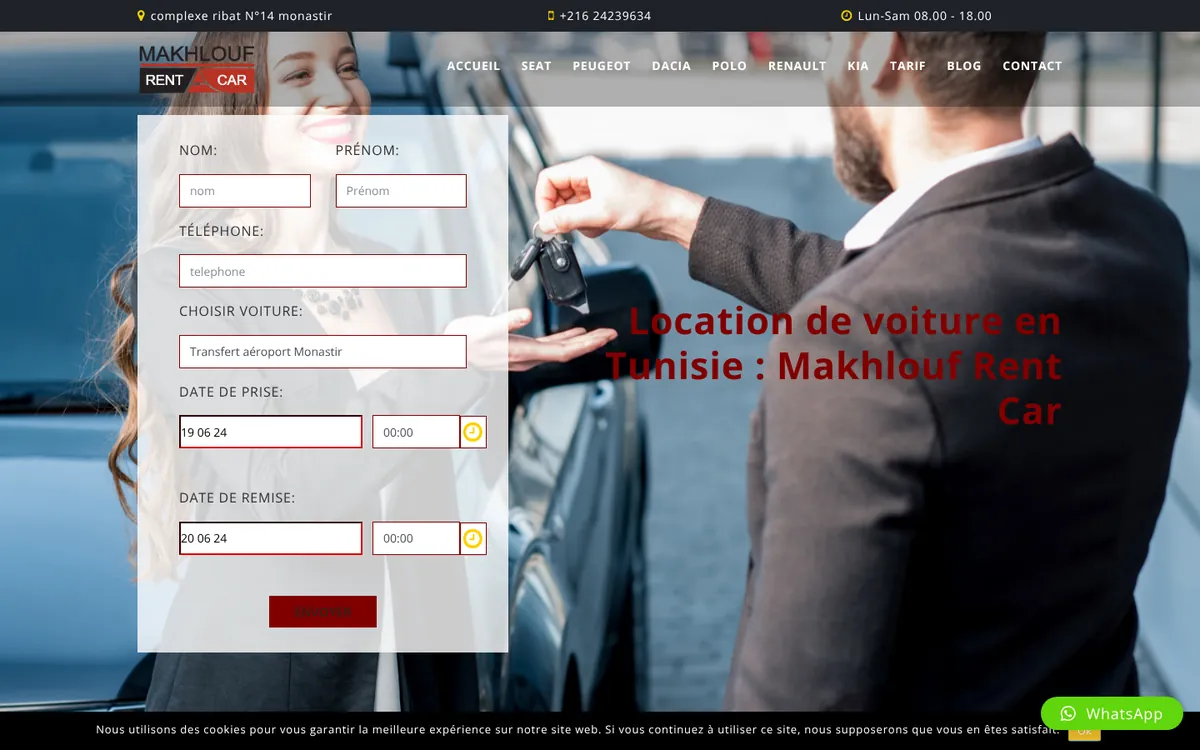 complexe ribat N°14 monastir
+216 24239634
Lun-Sam 08.00 - 18.00
MAKHLOUF
RENT CAR
ACCUEIL SEAT PEUGEOT DACIA POLO RENAULT KIA TARIF BLOG CONTACT
NOM: PRÉNOM:
nom Prénom
TÉLÉPHONE:
telephone
CHOISIR VOITURE:
Transfert aéroport Monastir
DATE DE PRISE:
19 06 24 00:00
DATE DE REMISE:
20 06 24 00:00
Location de voiture en
Tunisie : Makhlouf Rent
Car
Nous utilisons des cookies pour vous garantir la meilleure expérience sur notre site web. Si vous continuez à utiliser ce site, nous supposerons que vous en êtes satisfait.
Ok
WhatsApp